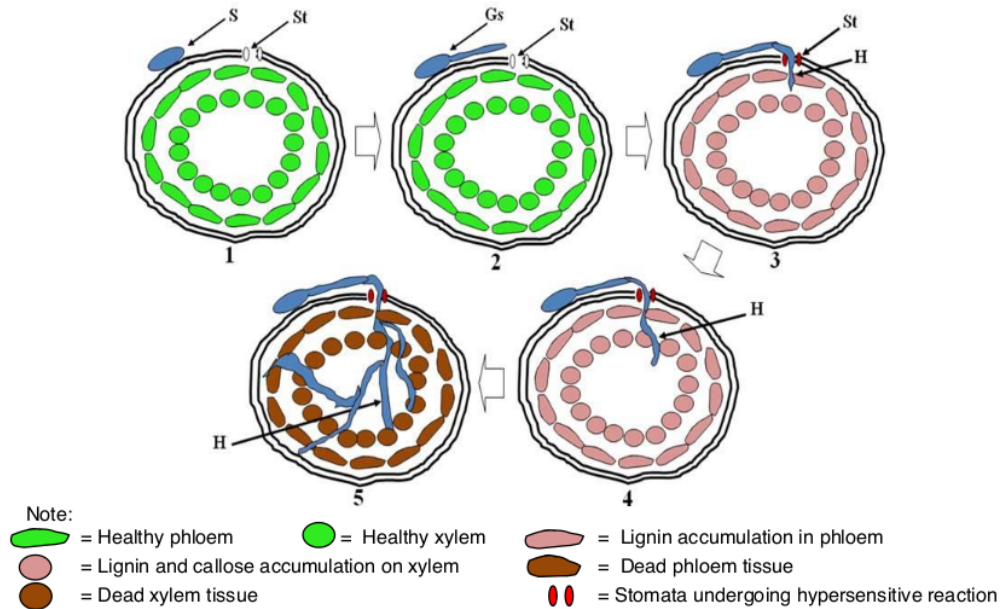 S
St
1
Gs
St
2
St
H
3
H
5
H
4
Note:
= Healthy phloem
= Healthy xylem
= Lignin accumulation in phloem
= Lignin and callose accumulation on xylem
= Dead phloem tissue
= Dead xylem tissue
= Stomata undergoing hypersensitive reaction